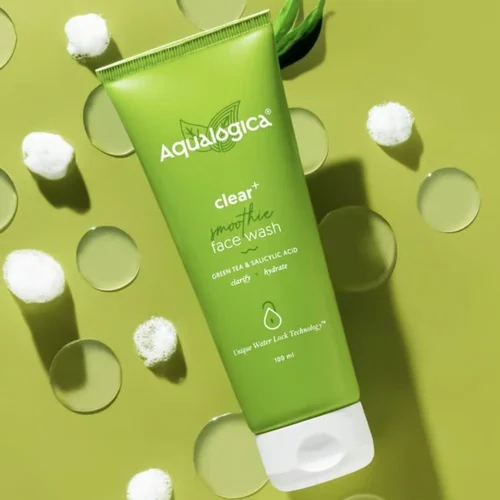 Aqualogica®
clear+
smoothie
face wash
GREEN TEA & SALICYLIC ACID
clarify • hydrate
Unique Water Lock Technology™
100 ml